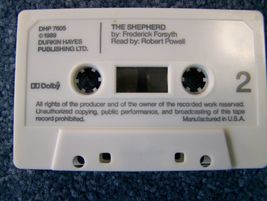 DHP 7605
©1989
DURKIN HAYES
PUBLISHING LTD.
THE SHEPHERD
by: Frederick Forsyth
Read by: Robert Powell
Dolby
2
All rights of the producer and of the owner of the recorded work reserved.
Unauthorized copying, public performance, and broadcasting of this tape
record prohibited.
Manufactured in U.S.A.